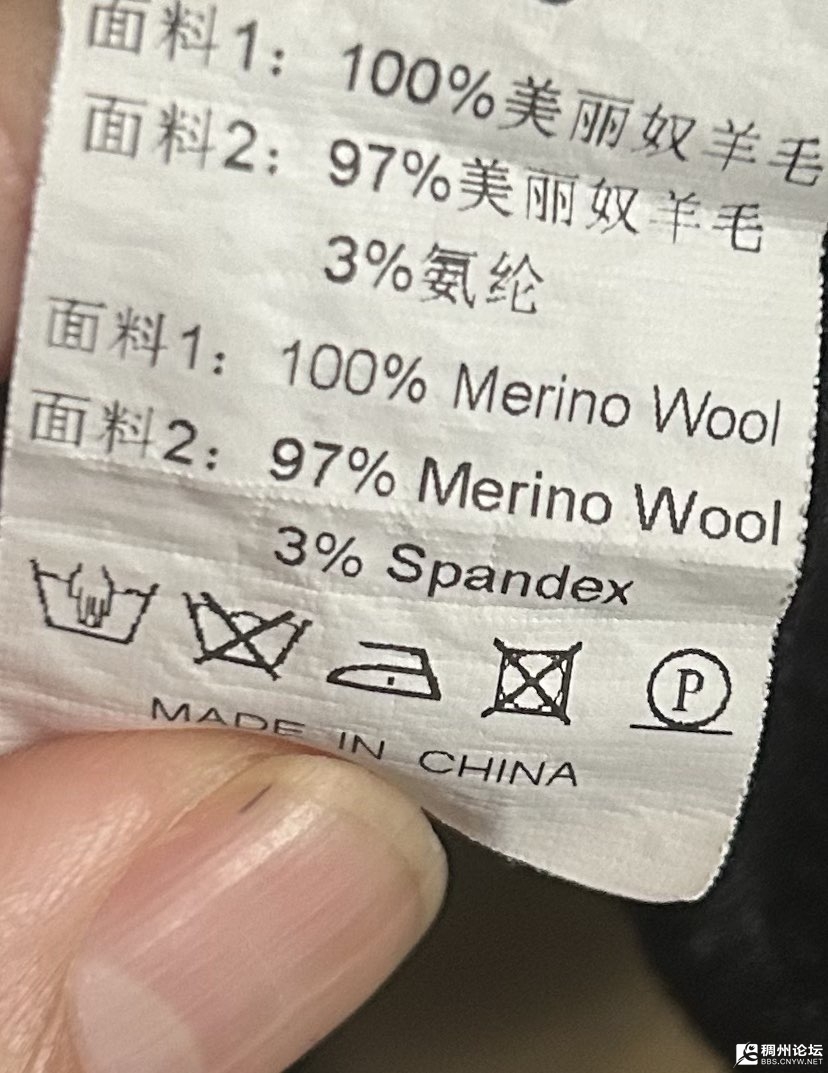 面料1：100%美丽奴羊毛
面料2：97%美丽奴羊毛
3%氨纶
面料1：100% Merino Wool
面料2：97% Merino Wool
3% Spandex
P
MADE IN CHINA
稠州论坛
BBS.CNYW.NET